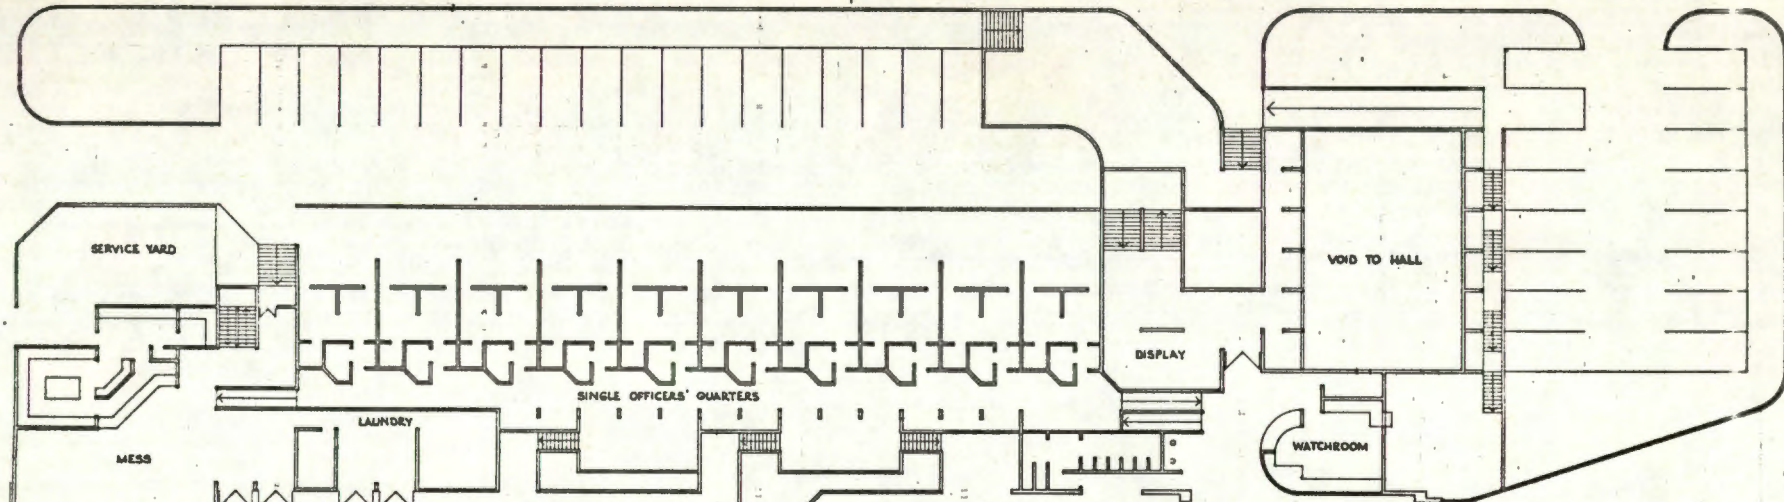 SERVICE YARD
VOID TO HALL
DISPLAY
SINGLE OFFICERS' QUARTERS
LAUNDRY
WATCHROOM
MESS